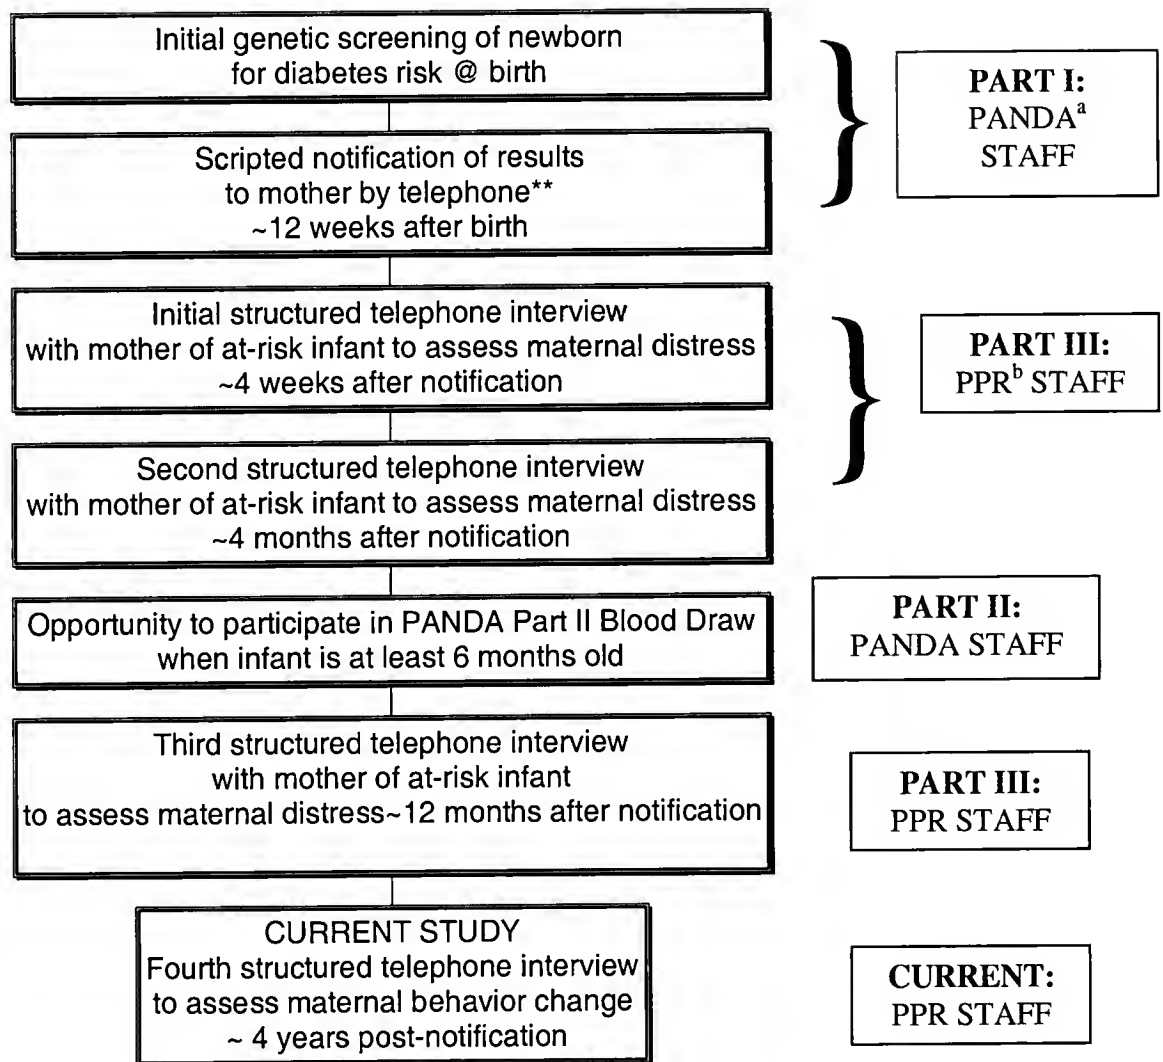 Initial genetic screening of newborn
for diabetes risk @ birth
PART I:
PANDAᵃ
STAFF
Scripted notification of results
to mother by telephone**
~12 weeks after birth
Initial structured telephone interview
with mother of at-risk infant to assess maternal distress
~4 weeks after notification
PART III:
PPRᵇ STAFF
Second structured telephone interview
with mother of at-risk infant to assess maternal distress
~4 months after notification
Opportunity to participate in PANDA Part II Blood Draw
when infant is at least 6 months old
PART II:
PANDA STAFF
Third structured telephone interview
with mother of at-risk infant
to assess maternal distress~12 months after notification
PART III:
PPR STAFF
CURRENT STUDY
Fourth structured telephone interview
to assess maternal behavior change
~ 4 years post-notification
CURRENT:
PPR STAFF